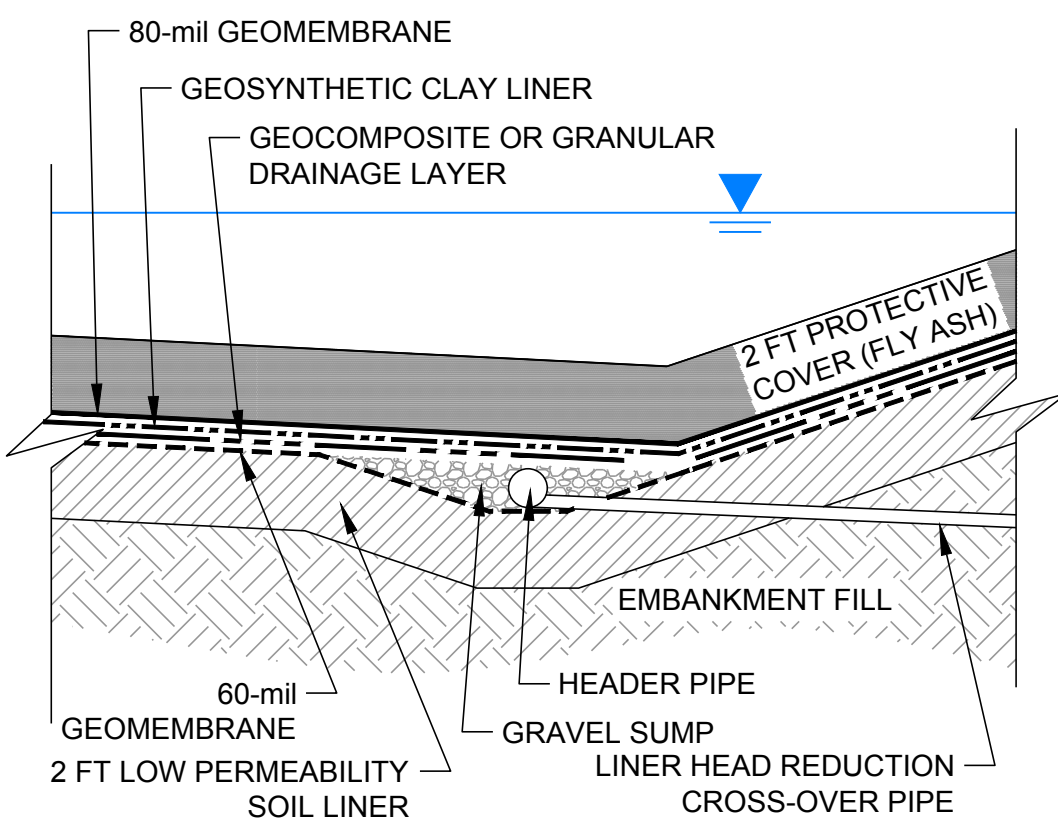 80-mil GEOMEMBRANE
GEOSYNTHETIC CLAY LINER
GEOCOMPOSITE OR GRANULAR
DRAINAGE LAYER
2 FT PROTECTIVE
COVER (FLY ASH)
EMBANKMENT FILL
HEADER PIPE
60-mil
GEOMEMBRANE
GRAVEL SUMP
2 FT LOW PERMEABILITY
SOIL LINER
LINER HEAD REDUCTION
CROSS-OVER PIPE